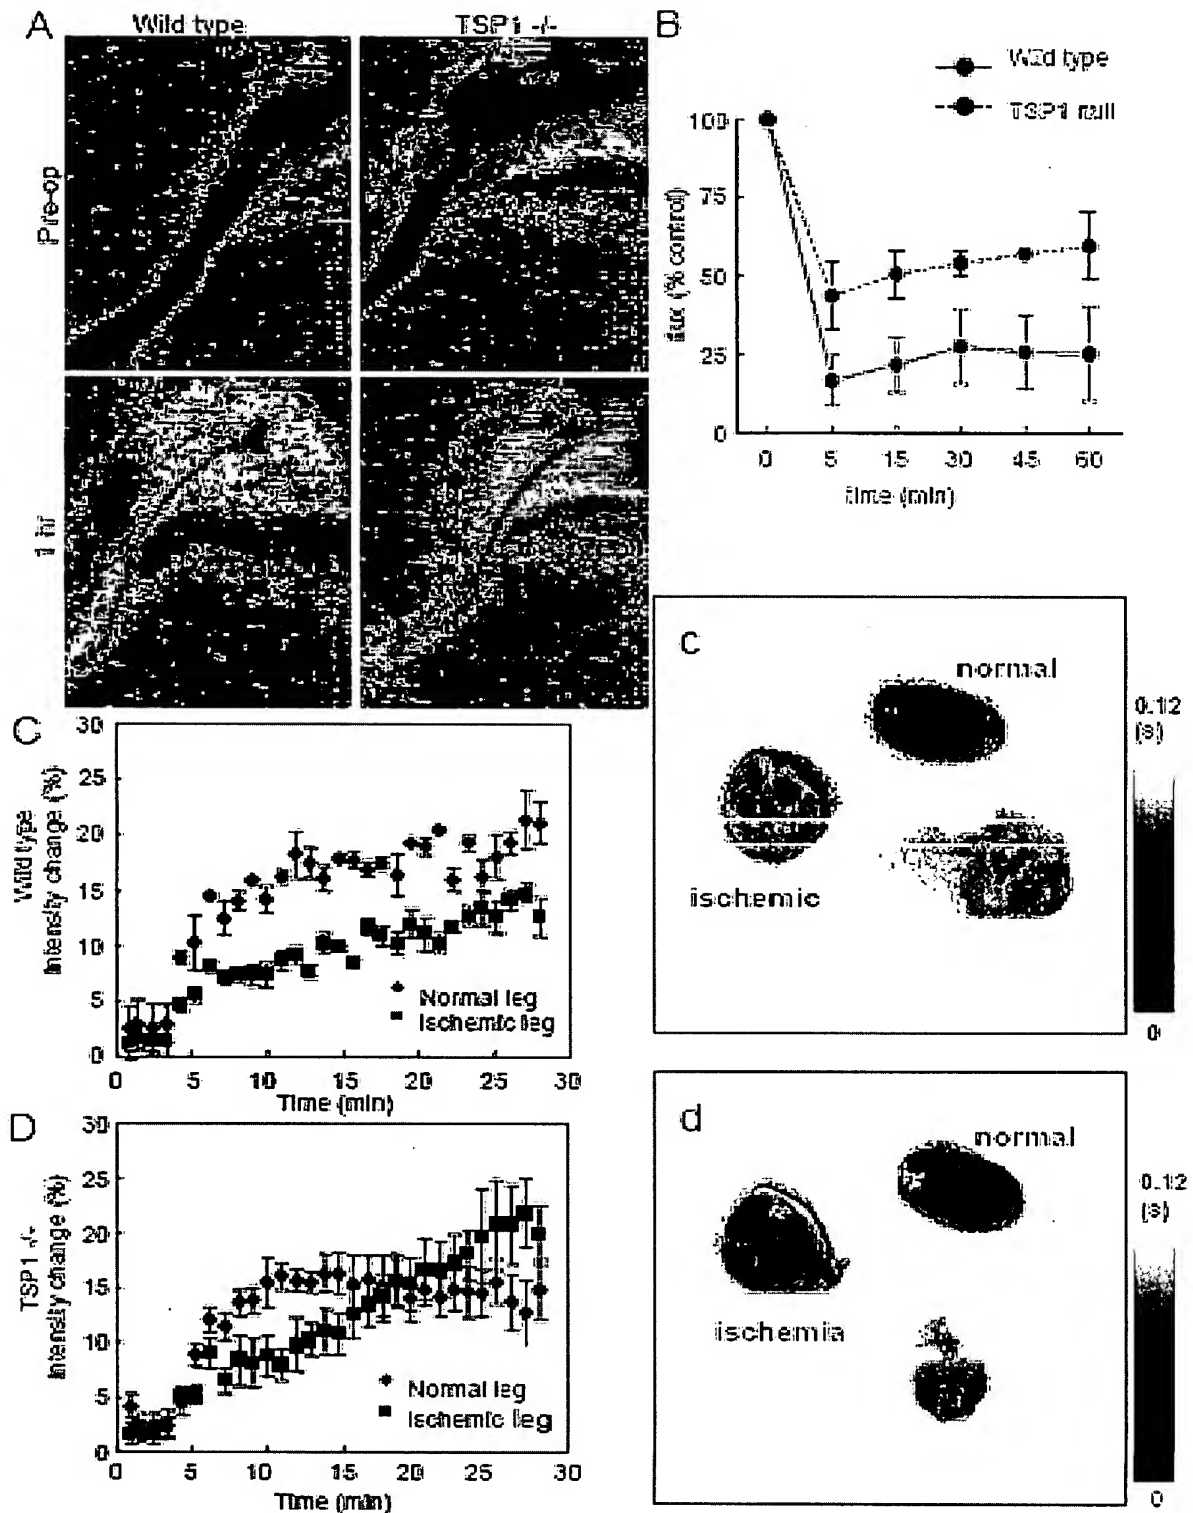 A
Wild type
TSP1 -/-
Pre-op
1 hr
B
Wild type
TSP1 null
flux (% control)
100
75
50
25
0
0 5 15 30 45 60
time (min)
C
Wild type
Intensity change (%)
30
25
20
15
10
5
0
Normal leg
Ischemic leg
0 5 10 15 20 25 30
Time (min)
c
normal
ischemic
0.12
(s)
0
D
TSP1 -/-
Intensity change (%)
30
25
20
15
10
5
0
Normal leg
Ischemic leg
0 5 10 15 20 25 30
Time (min)
d
normal
ischemia
0.12
(s)
0